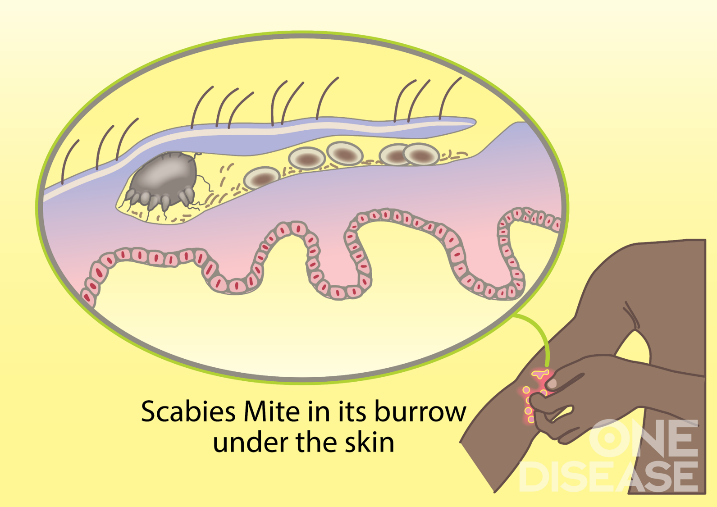 Scabies Mite in its burrow
under the skin
ONE
DISEASE